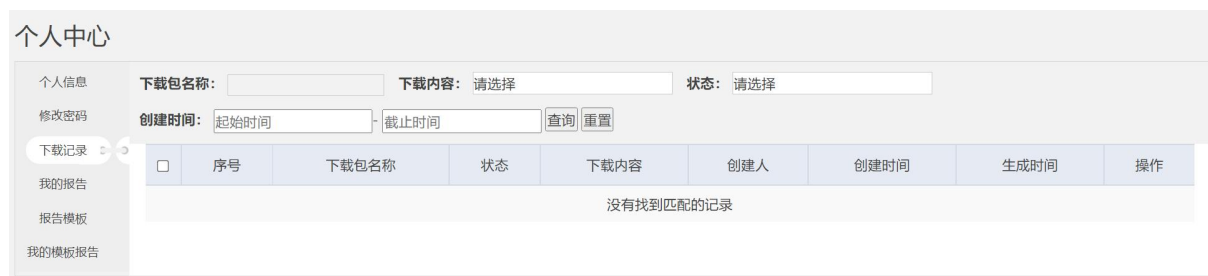 个人中心
个人信息
修改密码
下载记录
我的报告
报告模板
我的模板报告
下载包名称： 下载内容： 请选择 状态： 请选择
创建时间： 起始时间 - 截止时间 查询 重置
序号 下载包名称 状态 下载内容 创建人 创建时间 生成时间 操作
没有找到匹配的记录